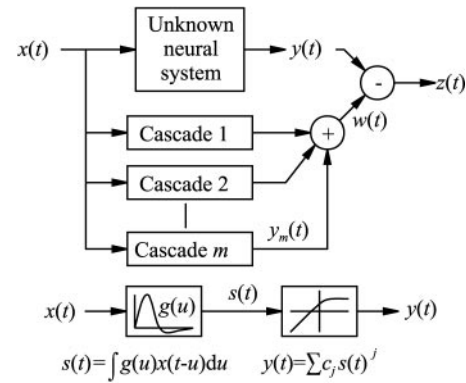 x(t)
Unknown
neural
system
y(t)
-
z(t)
w(t)
+
Cascade 1
Cascade 2
Cascade m
y_m(t)
x(t)
g(u)
s(t)
y(t)
s(t)=∫g(u)x(t-u)du
y(t)=∑c_j s(t)^j